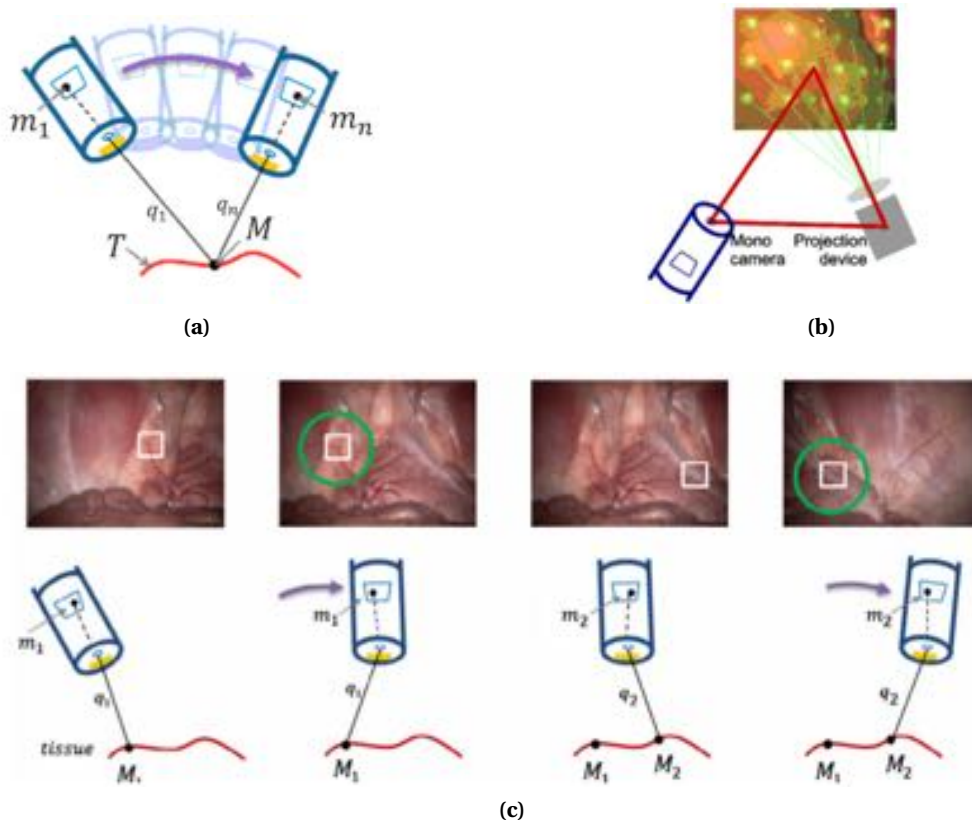 m₁
mₙ
q₁
qₙ
M
T
(a)
Mono
camera
Projection
device
(b)
m₁
q₁
tissue
M.
m₁
q₁
M₁
m₂
q₂
M₁
M₂
m₂
q₂
M₁
M₂
(c)